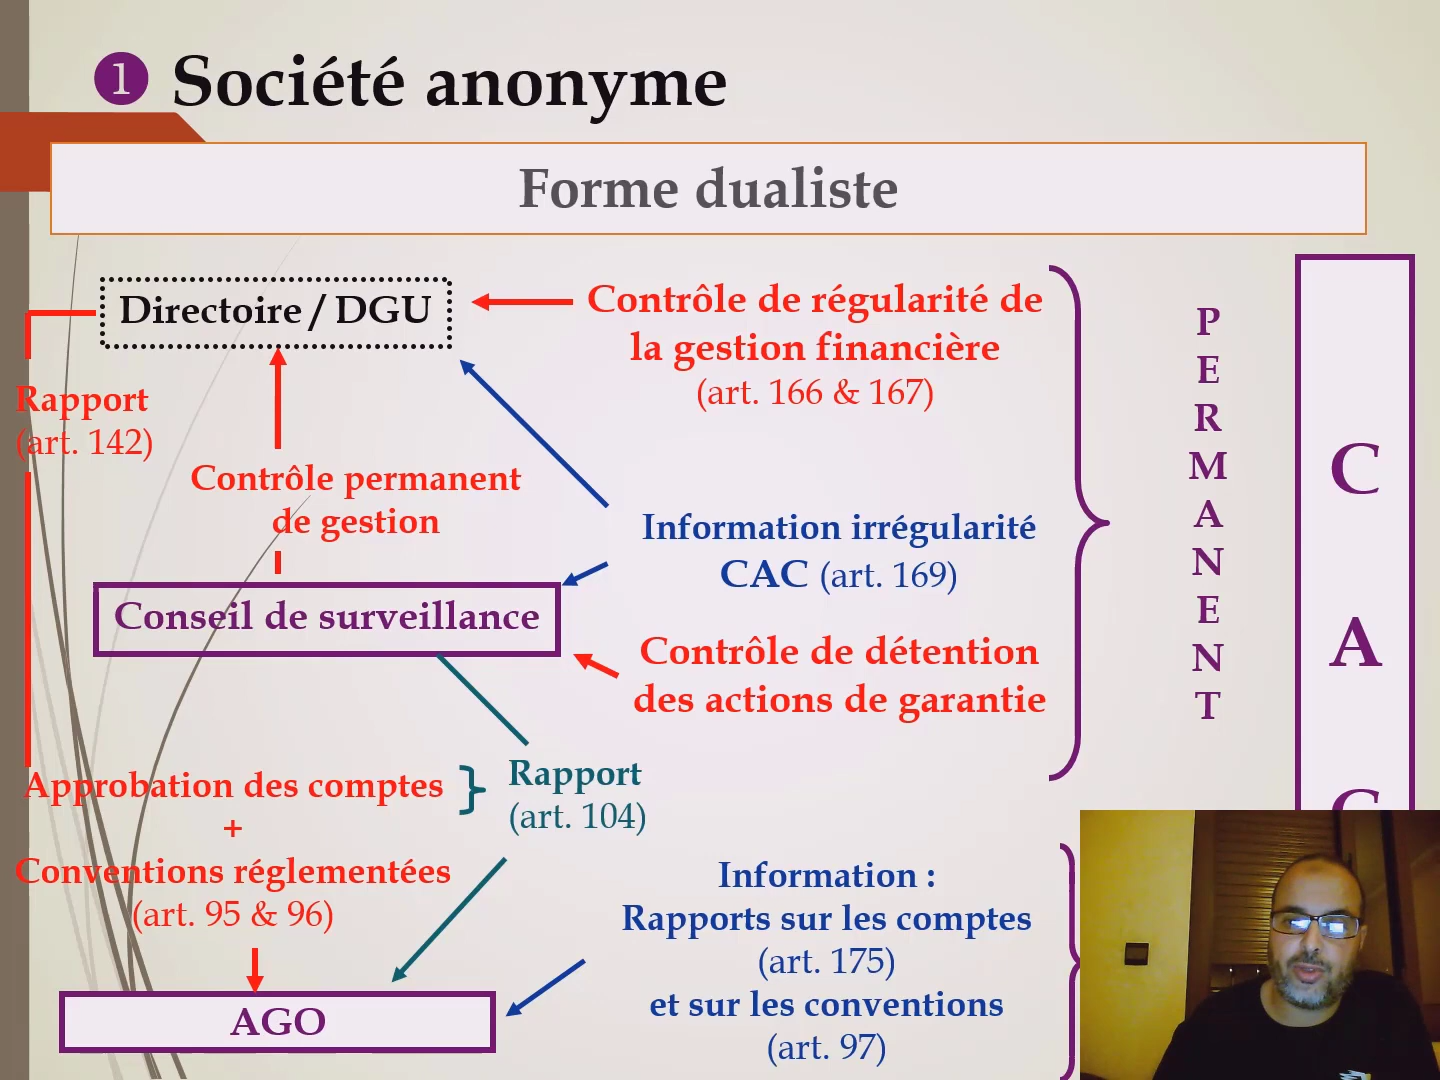 1 Société anonyme
Forme dualiste
Directoire / DGU
Contrôle de régularité de
la gestion financière
(art. 166 & 167)
Rapport
(art. 142)
Contrôle permanent
de gestion
Information irrégularité
CAC (art. 169)
Conseil de surveillance
Contrôle de détention
des actions de garantie
Approbation des comptes
+
Conventions réglementées
(art. 95 & 96)
Rapport
(art. 104)
Information :
Rapports sur les comptes
(art. 175)
et sur les conventions
(art. 97)
AGO
P
E
R
M
A
N
E
N
T
C
A
C